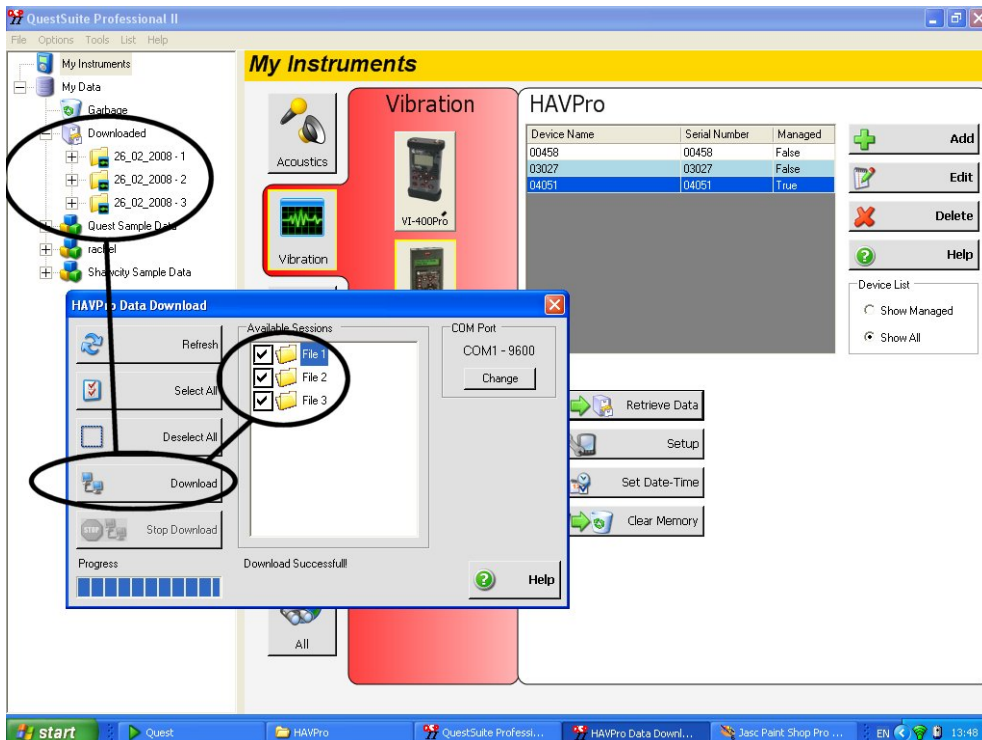 QuestSuite Professional II
File Options Tools List Help
My Instruments
My Data
Garbage
Downloaded
26_02_2008 - 1
26_02_2008 - 2
26_02_2008 - 3
Quest Sample Data
Shawcity Sample Data
My Instruments
Acoustics
Vibration
All
Vibration
VI-400Pro
HAVPro
Device Name Serial Number Managed
00458 00458 False
03027 03027 False
04051 04051 True
Add
Edit
Delete
Help
Device List
Show Managed
Show All
Retrieve Data
Setup
Set Date-Time
Clear Memory
HAVPro Data Download
Refresh
Select All
Deselect All
Download
STOP
Stop Download
Progress
Available Sessions
File 1
File 2
File 3
Download Successfull!
COM Port
COM1 - 9600
Change
Help
start
Quest
HAVPro
QuestSuite Professi...
HAVPro Data Downl...
Jasc Paint Shop Pro ...
EN
13:48